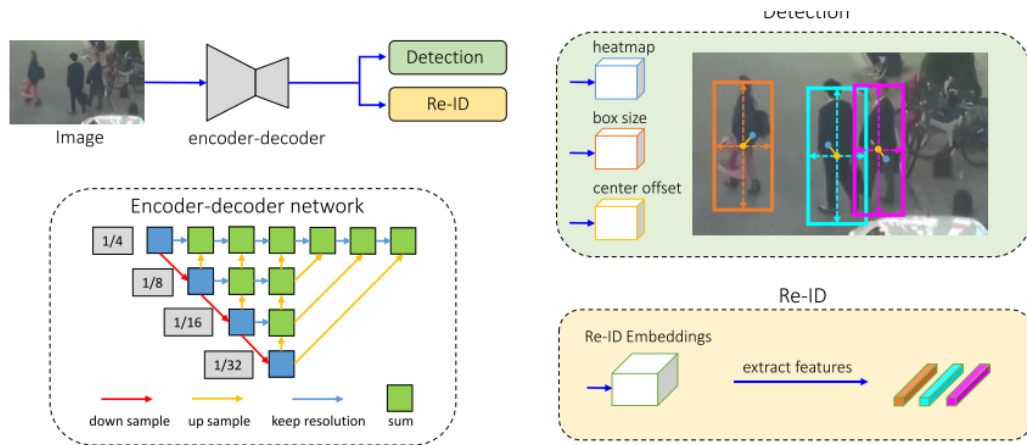 Detection
Re-ID
Image
encoder-decoder
Encoder-decoder network
1/4
1/8
1/16
1/32
down sample
up sample
keep resolution
sum
Detection
heatmap
box size
center offset
Re-ID
Re-ID Embeddings
extract features